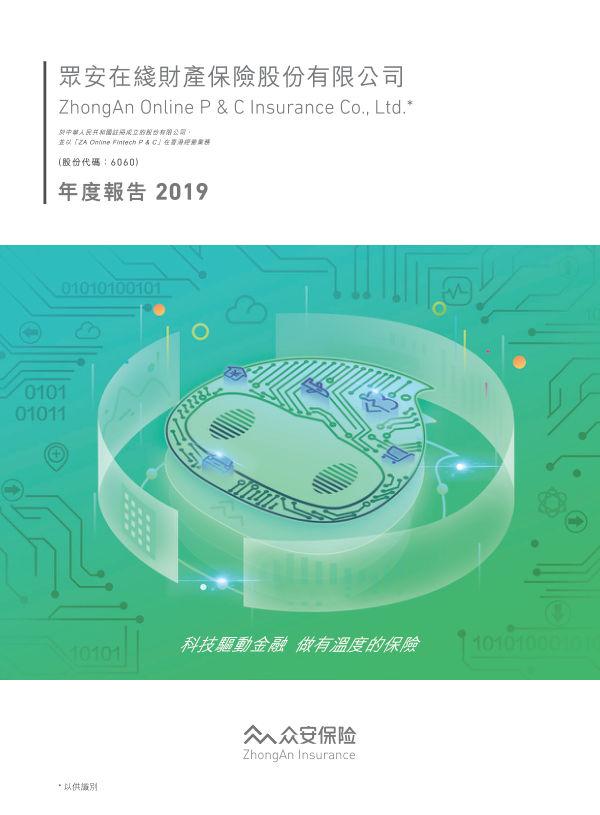 眾安在綫財產保險股份有限公司
ZhongAn Online P & C Insurance Co., Ltd.*
於中華人民共和國註冊成立的股份有限公司，
並以「ZA Online Fintech P & C」在香港經營業務
(股份代碼：6060)
年度報告 2019
01010100101
10
0101
01011
科技驅動金融 做有溫度的保險
10101
1010100010101
众安保险
ZhongAn Insurance
* 以供識別